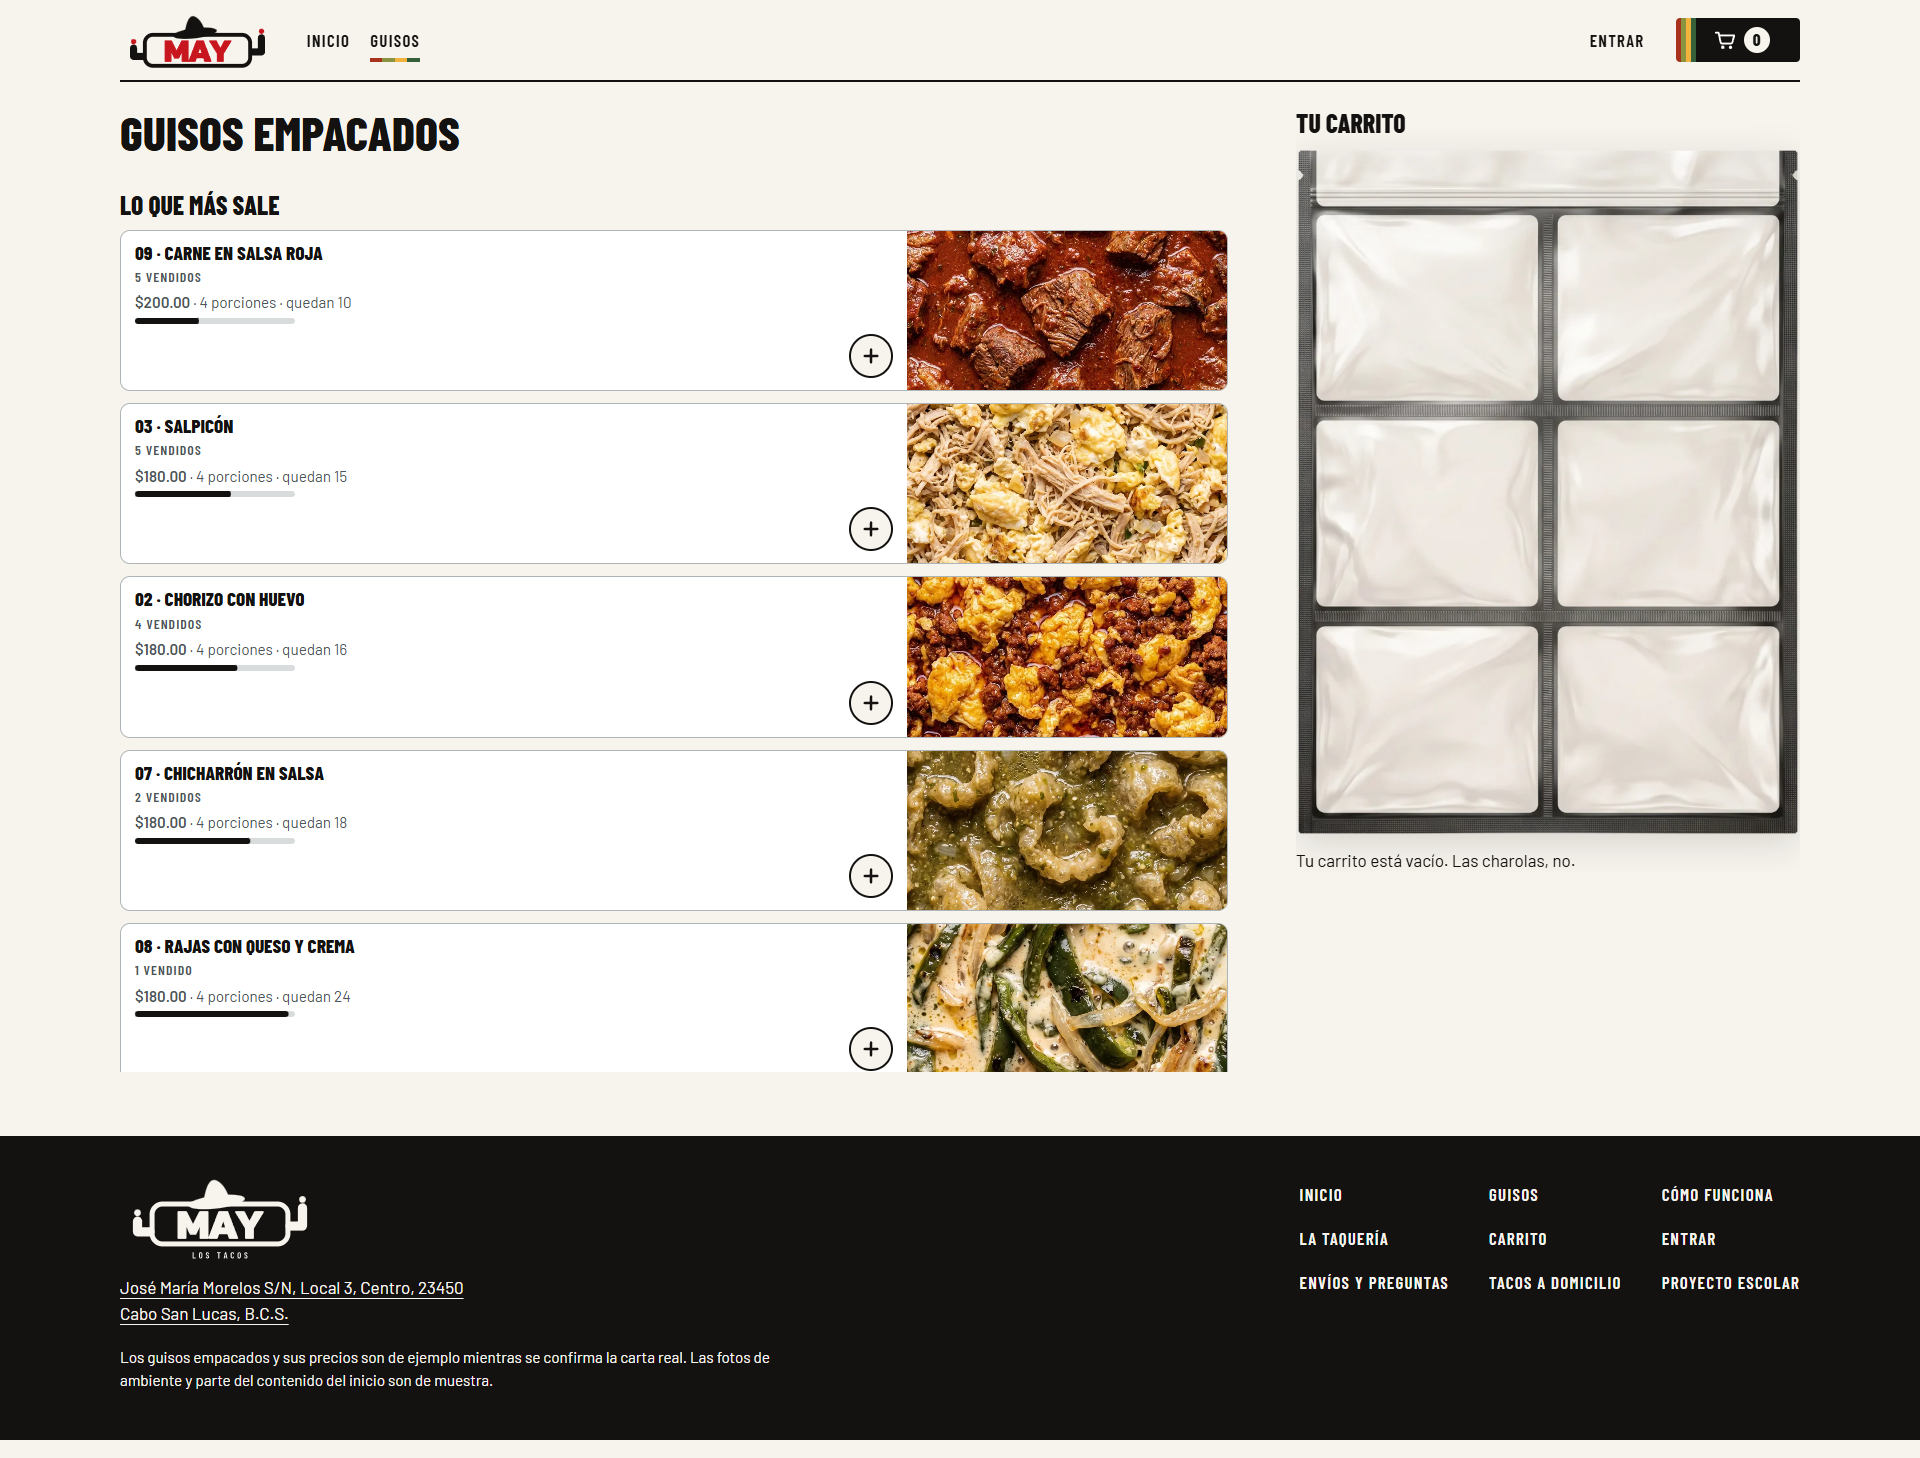 MAY
INICIO
GUISOS
ENTRAR
0
GUISOS EMPACADOS
LO QUE MÁS SALE
09 · CARNE EN SALSA ROJA
5 VENDIDOS
$200.00 · 4 porciones · quedan 10
03 · SALPICÓN
5 VENDIDOS
$180.00 · 4 porciones · quedan 15
02 · CHORIZO CON HUEVO
4 VENDIDOS
$180.00 · 4 porciones · quedan 16
07 · CHICHARRÓN EN SALSA
2 VENDIDOS
$180.00 · 4 porciones · quedan 18
08 · RAJAS CON QUESO Y CREMA
1 VENDIDO
$180.00 · 4 porciones · quedan 24
TU CARRITO
Tu carrito está vacío. Las charolas, no.
MAY
LOS TACOS
José María Morelos S/N, Local 3, Centro, 23450
Cabo San Lucas, B.C.S.
Los guisos empacados y sus precios son de ejemplo mientras se confirma la carta real. Las fotos de
ambiente y parte del contenido del inicio son de muestra.
INICIO
GUISOS
CÓMO FUNCIONA
LA TAQUERÍA
CARRITO
ENTRAR
ENVÍOS Y PREGUNTAS
TACOS A DOMICILIO
PROYECTO ESCOLAR